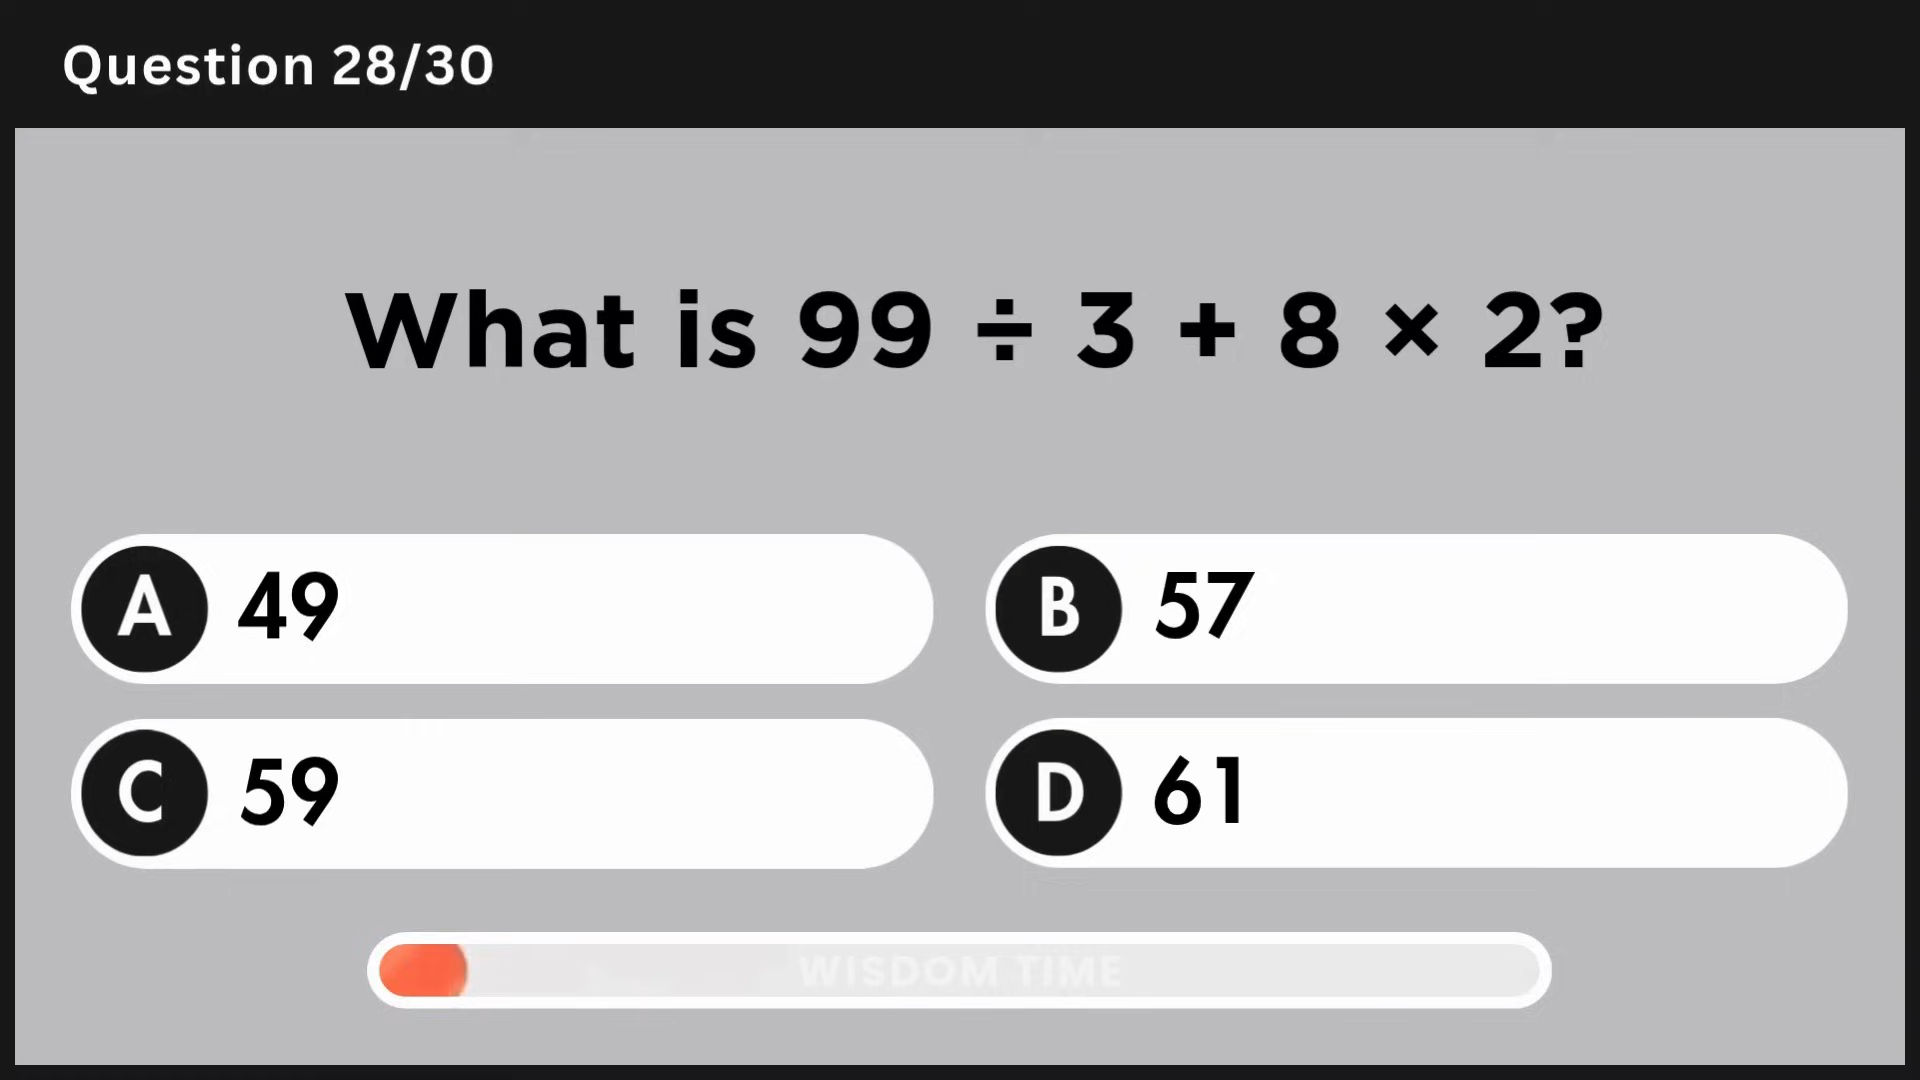 Question 28/30
What is 99 ÷ 3 + 8 × 2?
A 49
B 57
C 59
D 61
WISDOM TIME